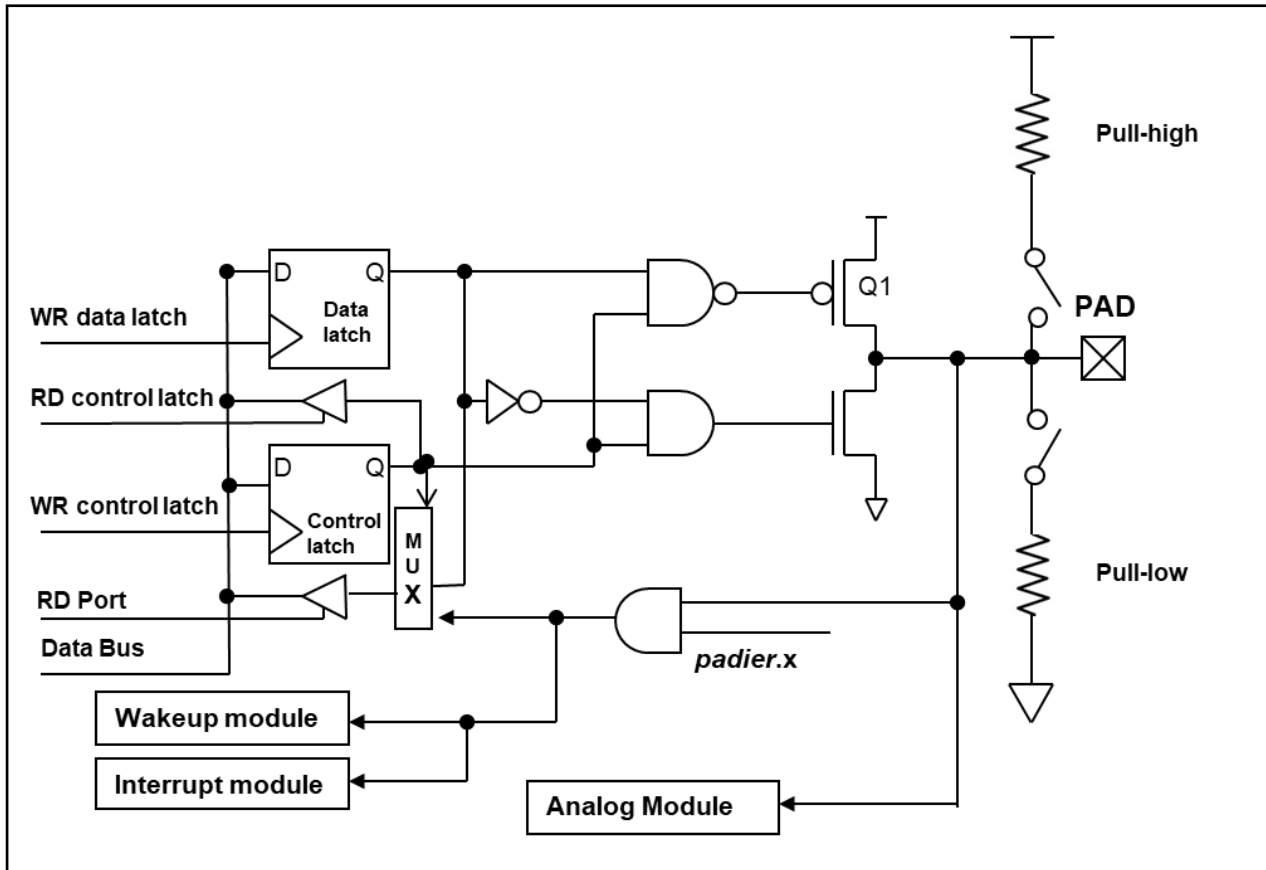 Pull-high
D Q
Q1
PAD
WR data latch
Data
latch
RD control latch
D Q
WR control latch
Control
latch
M
U
X
Pull-low
RD Port
Data Bus
padier.x
Wakeup module
Interrupt module
Analog Module